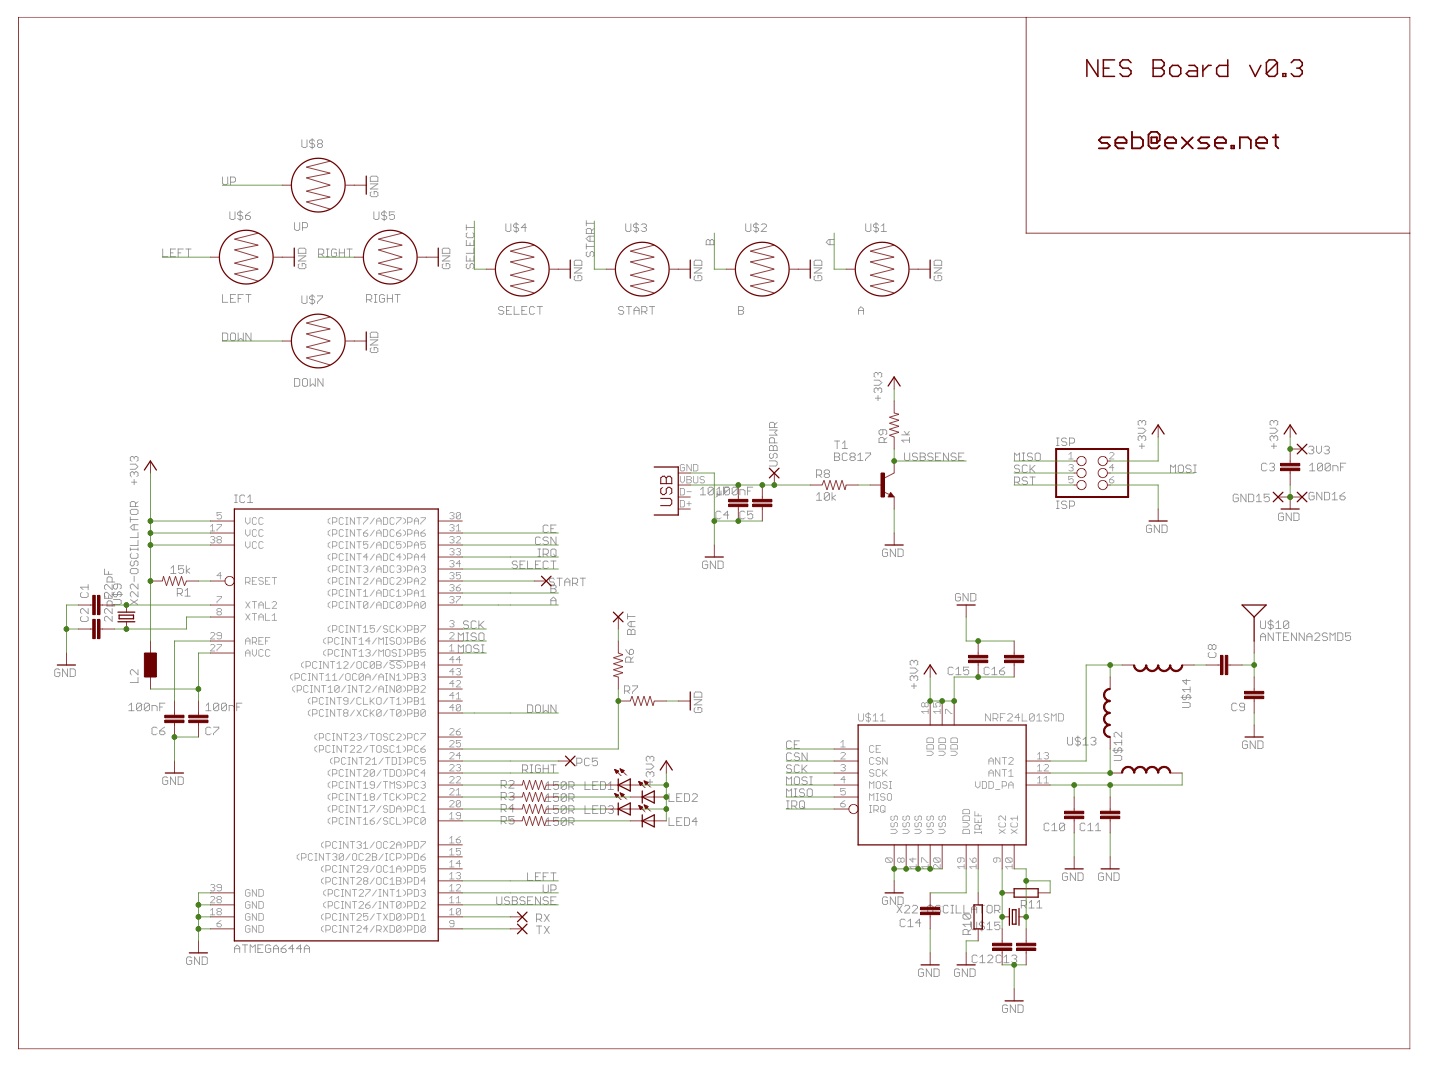 NES Board v0.3
seb@exse.net
U$8
UP
GND
UP
U$6
LEFT
GND
LEFT
U$5
RIGHT
GND
RIGHT
U$7
DOWN
GND
DOWN
U$4
SELECT
GND
SELECT
U$3
START
GND
START
U$2
B
GND
B
U$1
A
GND
A
+3V3
X22-OSCILLATOR
15k
R1
C1
C2
GND
L2
100nF
C6
100nF
C7
GND
IC1
5 VCC
17 VCC
38 VCC
4 RESET
7 XTAL2
8 XTAL1
29 AREF
27 AVCC
39 GND
28 GND
18 GND
6 GND
GND
ATMEGA644A
(PCINT7/ADC7)PA7 30
(PCINT6/ADC6)PA6 31 CE
(PCINT5/ADC5)PA5 32 CSN
(PCINT4/ADC4)PA4 33 IRQ
(PCINT3/ADC3)PA3 34 SELECT
(PCINT2/ADC2)PA2 35 START
(PCINT1/ADC1)PA1 36 B
(PCINT0/ADC0)PA0 37 A
(PCINT15/SCK)PB7 3 SCK
(PCINT14/MISO)PB6 2 MISO
(PCINT13/MOSI)PB5 1 MOSI
(PCINT12/OC0B/SS)PB4 44
(PCINT11/OC0A/AIN1)PB3 43
(PCINT10/INT2/AIN0)PB2 42
(PCINT9/CLKO/T1)PB1 41
(PCINT8/XCK0/T0)PB0 40 DOWN
(PCINT23/TOSC2)PC7 26
(PCINT22/TOSC1)PC6 25
(PCINT21/TDI)PC5 24 PC5
(PCINT20/TDO)PC4 23 RIGHT
(PCINT19/TMS)PC3 22 R2 150R LED1
(PCINT18/TCK)PC2 21 R3 150R LED2
(PCINT17/SDA)PC1 20 R4 150R LED3
(PCINT16/SCL)PC0 19 R5 150R LED4
(PCINT31/OC2A)PD7 16
(PCINT30/OC2B/ICP)PD6 15
(PCINT29/OC1A)PD5 14
(PCINT28/OC1B)PD4 13 LEFT
(PCINT27/INT1)PD3 12 UP
(PCINT26/INT0)PD2 11 USBSENSE
(PCINT25/TXD0)PD1 10 RX
(PCINT24/RXD0)PD0 9 TX
BAT
R6
R7
GND
+3V3
USB
GND
VBUS
D-
D+
C4
C5
GND
USBPWR
R8
10k
T1
BC817
+3V3
R9
1k
USBSENSE
GND
ISP
MISO 1 2
SCK 3 4 MOSI
RST 5 6
+3V3
GND
3V3
C3 100nF
GND15 GND16
GND
GND
C15 C16
+3V3
U$11
NRF24L01SMD
18 15 7
VDD VDD VDD
CE 1 CE
CSN 2 CSN
SCK 3 SCK
MOSI 4 MOSI
MISO 5 MISO
IRQ 6 IRQ
ANT2 13
ANT1 12
VDD_PA 11
VSS VSS VSS VSS VSS DVDD IREF XC2 XC1
0 8 14 17 20 19 16 9 10
GND
C14
GND
R10
GND
X22-OSCILLATOR
U$15
R11
C12 C13
GND
U$13
U$12
U$14
C8
U$10
ANTENNA2SMD5
C9
GND
C10 C11
GND GND